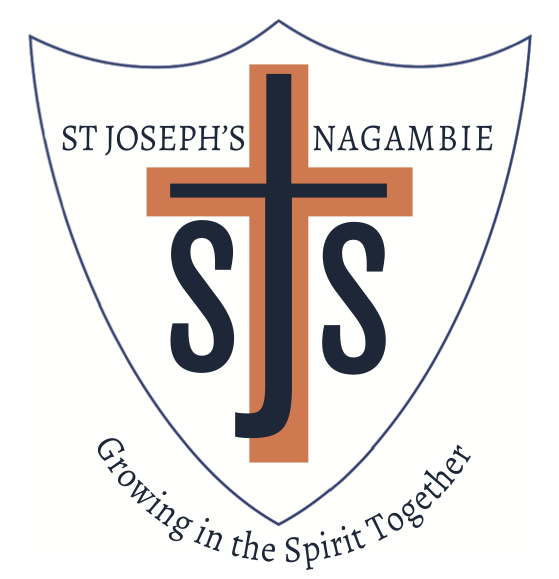 ST JOSEPH'S NAGAMBIE
SJS
Growing in the Spirit Together